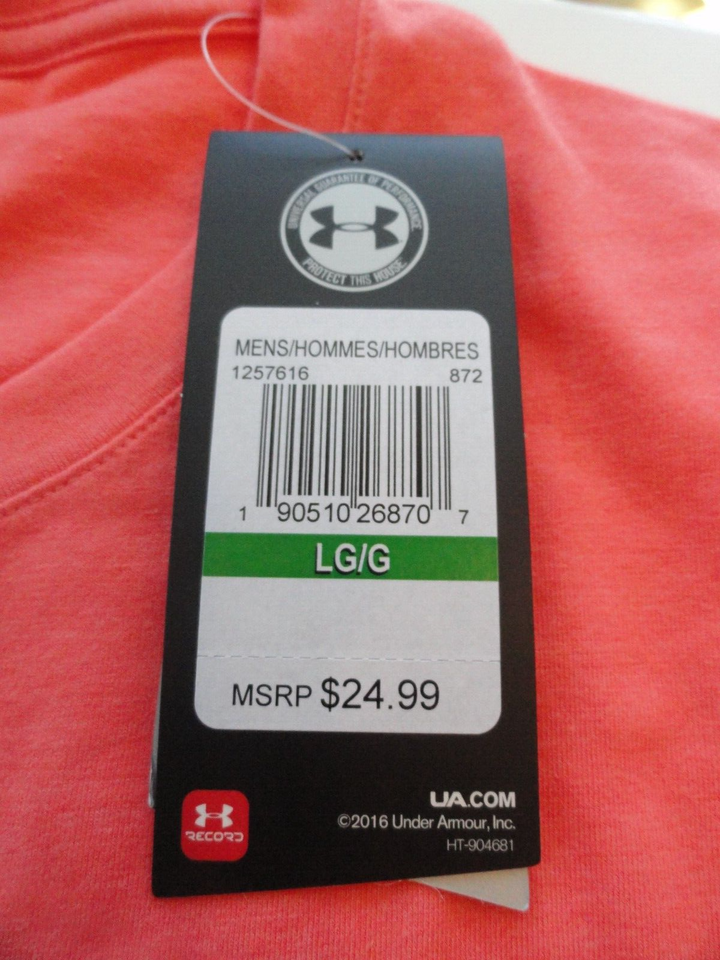 UNIVERSAL GUARANTEE OF PERFORMANCE
PROTECT THIS HOUSE
MENS/HOMMES/HOMBRES
1257616 872
1 90510 26870 7
LG/G
MSRP $24.99
RECORD
UA.COM
©2016 Under Armour, Inc.
HT-904681